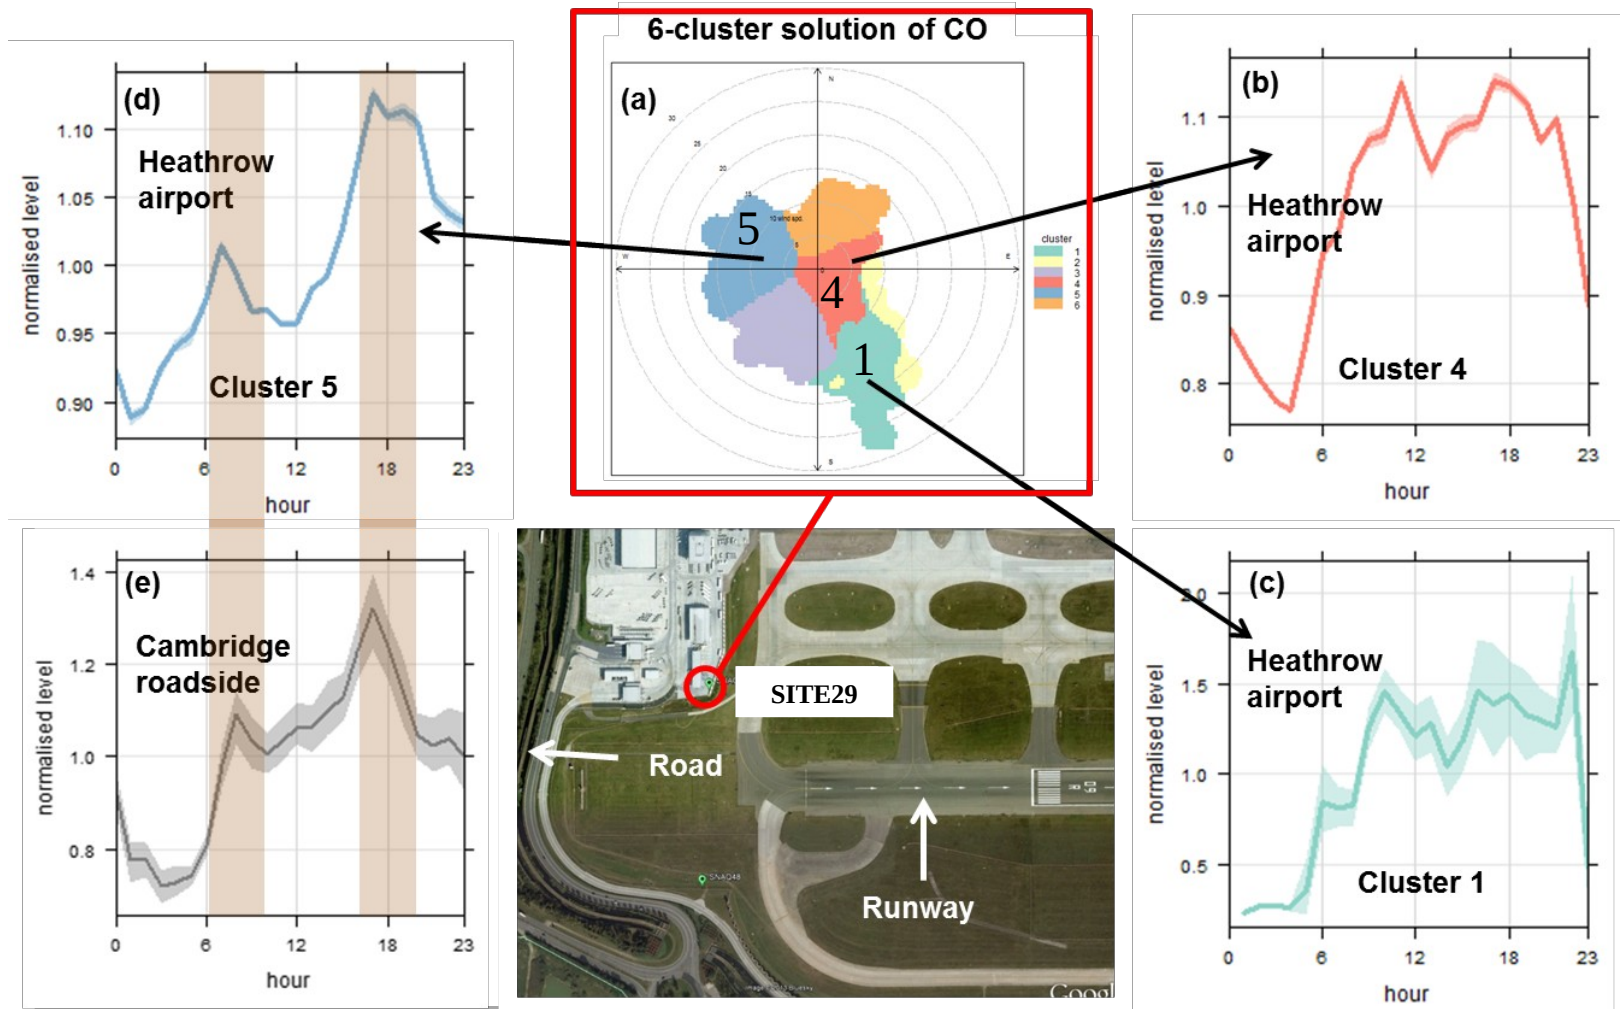 6-cluster solution of CO
(d)
1.10
1.05
1.00
0.95
0.90
normalised level
Heathrow
airport
Cluster 5
0
6
12
18
23
hour
(a)
N
30
25
20
15
10 wind spd.
5
0
W
E
S
5
4
1
cluster
1
2
3
4
5
6
(b)
1.1
1.0
0.9
0.8
normalised level
Heathrow
airport
Cluster 4
0
6
12
18
23
hour
(e)
1.4
1.2
1.0
0.8
normalised level
Cambridge
roadside
0
6
12
18
23
hour
SITE29
Road
Runway
SNAQ48
09
R
Google
(c)
2.0
1.5
1.0
0.5
normalised level
Heathrow
airport
Cluster 1
0
6
12
18
23
hour